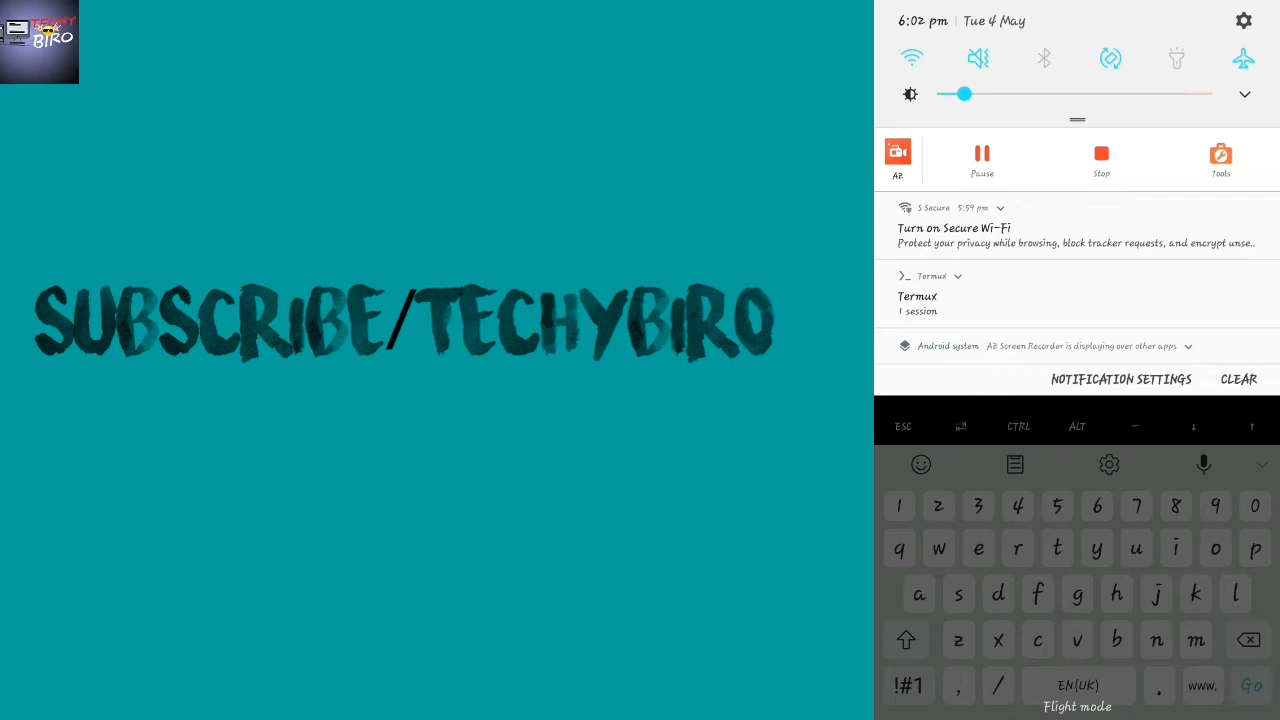 TECHY
BIRO
SUBSCRIBE/TECHYBIRO
6:02 pm | Tue 4 May
AZ
Pause
Stop
Tools
S Secure 5:59 pm
Turn on Secure Wi-Fi
Protect your privacy while browsing, block tracker requests, and encrypt unse..
>_ Termux
Termux
1 session
Android system AZ Screen Recorder is displaying over other apps
NOTIFICATION SETTINGS CLEAR
ESC CTRL ALT – ↓ ↑
1 2 3 4 5 6 7 8 9 0
q w e r t y u i o p
a s d f g h j k l
z x c v b n m
!#1 , / EN(UK) . www. Go
Flight mode